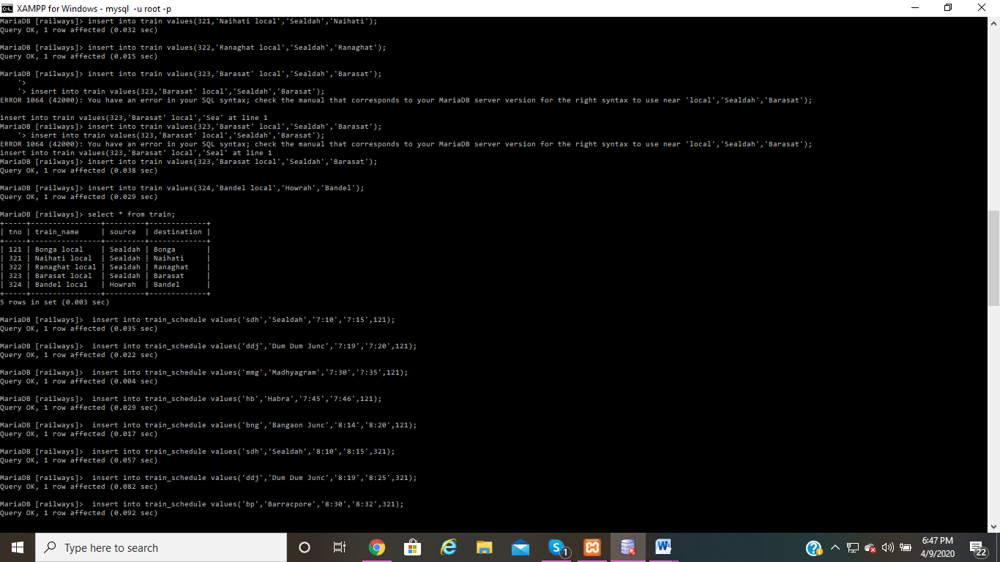 XAMPP for Windows - mysql  -u root -p
MariaDB [railways]> insert into train values(321,'Naihati local','Sealdah','Naihati');
Query OK, 1 row affected (0.032 sec)
MariaDB [railways]> insert into train values(322,'Ranaghat local','Sealdah','Ranaghat');
Query OK, 1 row affected (0.015 sec)
MariaDB [railways]> insert into train values(323,'Barasat' local','Sealdah','Barasat');
    '>
    '> insert into train values(323,'Barasat' local','Sealdah','Barasat');
ERROR 1064 (42000): You have an error in your SQL syntax; check the manual that corresponds to your MariaDB server version for the right syntax to use near 'local','Sealdah','Barasat');
insert into train values(323,'Barasat' local','Sea' at line 1
MariaDB [railways]> insert into train values(323,'Barasat' local','Sealdah','Barasat');
    '> insert into train values(323,'Barasat' local','Sealdah','Barasat');
ERROR 1064 (42000): You have an error in your SQL syntax; check the manual that corresponds to your MariaDB server version for the right syntax to use near 'local','Sealdah','Barasat');
insert into train values(323,'Barasat' local','Seal' at line 1
MariaDB [railways]> insert into train values(323,'Barasat local','Sealdah','Barasat');
Query OK, 1 row affected (0.038 sec)
MariaDB [railways]> insert into train values(324,'Bandel local','Howrah','Bandel');
Query OK, 1 row affected (0.029 sec)
MariaDB [railways]> select * from train;
+-----+----------------+---------+-------------+
| tno | train_name     | source  | destination |
+-----+----------------+---------+-------------+
| 121 | Bonga local    | Sealdah | Bonga       |
| 321 | Naihati local  | Sealdah | Naihati     |
| 322 | Ranaghat local | Sealdah | Ranaghat    |
| 323 | Barasat local  | Sealdah | Barasat     |
| 324 | Bandel local   | Howrah  | Bandel      |
+-----+----------------+---------+-------------+
5 rows in set (0.003 sec)
MariaDB [railways]>  insert into train_schedule values('sdh','Sealdah','7:10','7:15',121);
Query OK, 1 row affected (0.035 sec)
MariaDB [railways]>  insert into train_schedule values('ddj','Dum Dum Junc','7:19','7:20',121);
Query OK, 1 row affected (0.022 sec)
MariaDB [railways]>  insert into train_schedule values('mmg','Madhyagram','7:30','7:35',121);
Query OK, 1 row affected (0.004 sec)
MariaDB [railways]>  insert into train_schedule values('hb','Habra','7:45','7:46',121);
Query OK, 1 row affected (0.029 sec)
MariaDB [railways]>  insert into train_schedule values('bng','Bangaon Junc','8:14','8:20',121);
Query OK, 1 row affected (0.017 sec)
MariaDB [railways]>  insert into train_schedule values('sdh','Sealdah','8:10','8:15',321);
Query OK, 1 row affected (0.057 sec)
MariaDB [railways]>  insert into train_schedule values('ddj','Dum Dum Junc','8:19','8:25',321);
Query OK, 1 row affected (0.082 sec)
MariaDB [railways]>  insert into train_schedule values('bp','Barracpore','8:30','8:32',321);
Query OK, 1 row affected (0.092 sec)
Type here to search
1
6:47 PM
4/9/2020
22